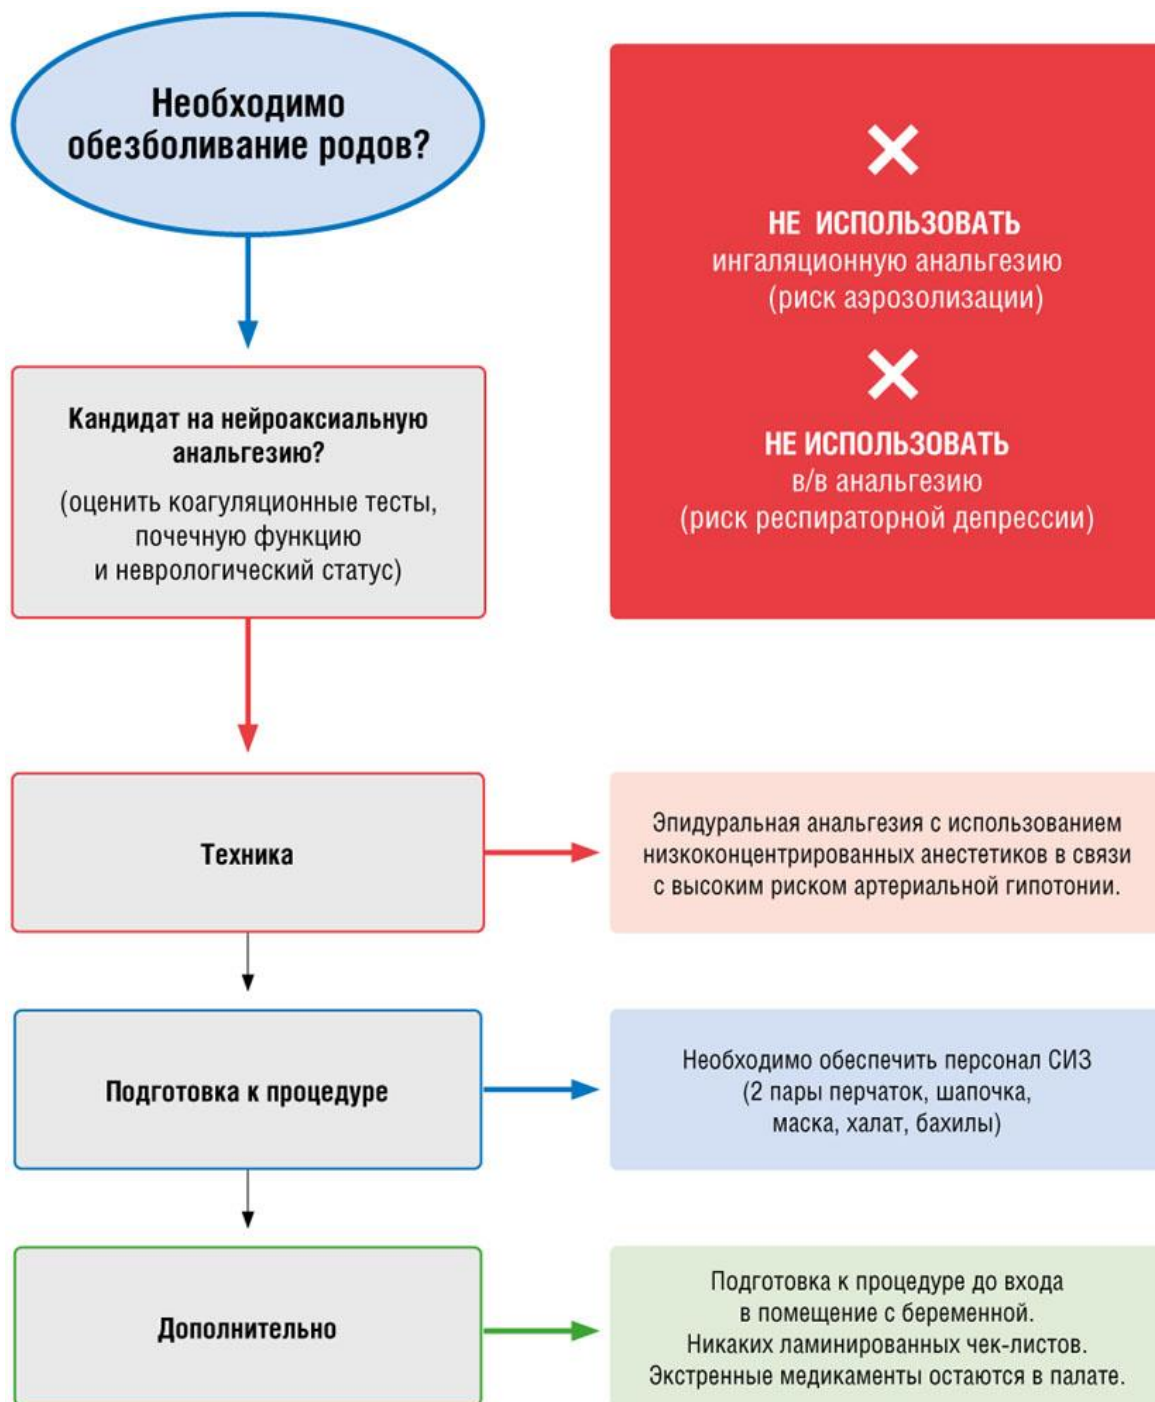 Необходимо
обезболивание родов?
НЕ ИСПОЛЬЗОВАТЬ
ингаляционную анальгезию
(риск аэрозолизации)
НЕ ИСПОЛЬЗОВАТЬ
в/в анальгезию
(риск респираторной депрессии)
Кандидат на нейроаксиальную
анальгезию?
(оценить коагуляционные тесты,
почечную функцию
и неврологический статус)
Техника
Эпидуральная анальгезия с использованием
низкоконцентрированных анестетиков в связи
с высоким риском артериальной гипотонии.
Подготовка к процедуре
Необходимо обеспечить персонал СИЗ
(2 пары перчаток, шапочка,
маска, халат, бахилы)
Дополнительно
Подготовка к процедуре до входа
в помещение с беременной.
Никаких ламинированных чек-листов.
Экстренные медикаменты остаются в палате.